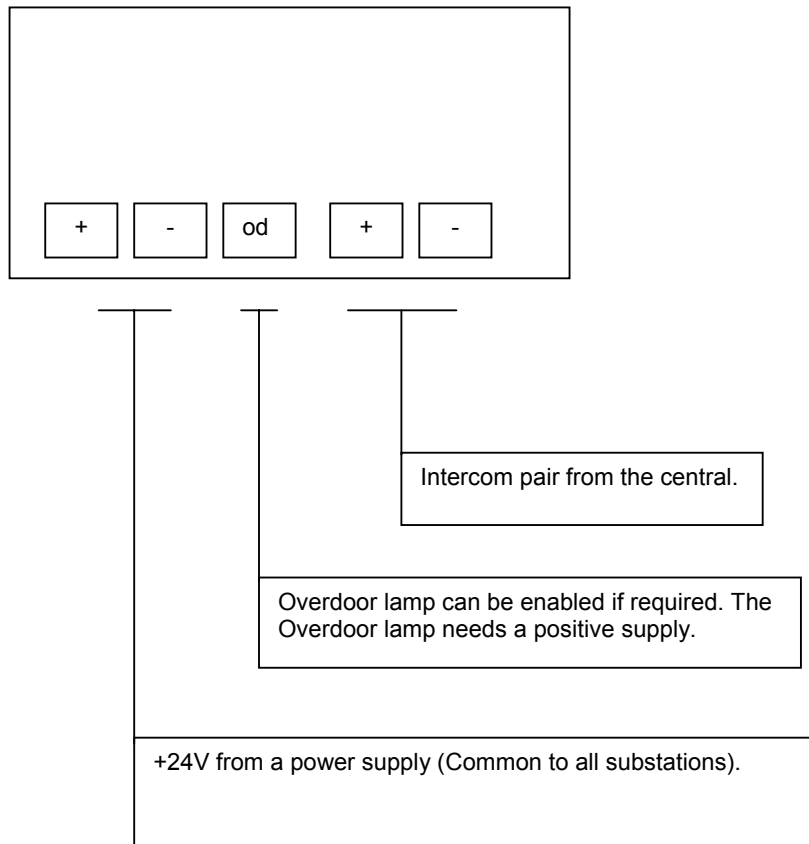 + - od + -
Intercom pair from the central.
Overdoor lamp can be enabled if required. The
Overdoor lamp needs a positive supply.
+24V from a power supply (Common to all substations).